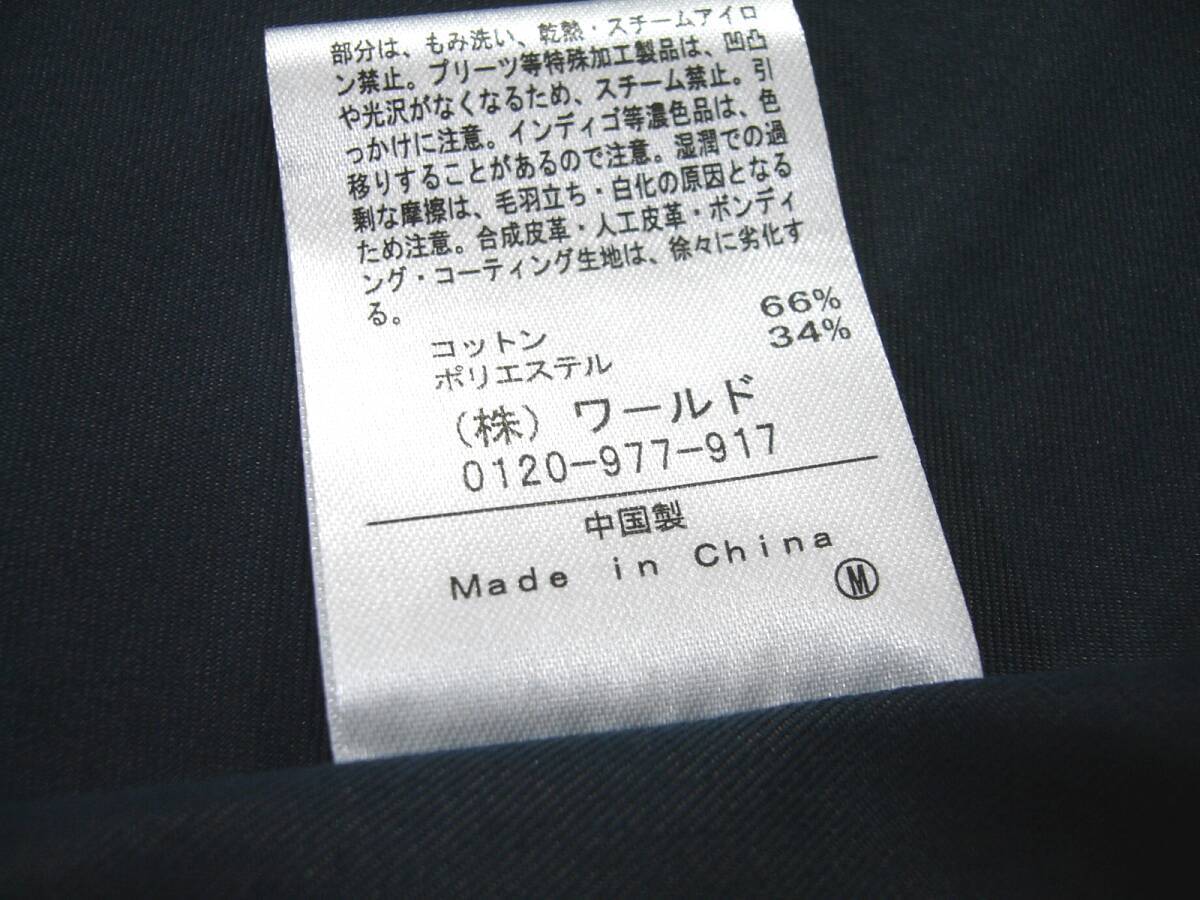 部分は、もみ洗い、乾熱・スチームアイロ
ン禁止。プリーツ等特殊加工製品は、凹凸
や光沢がなくなるため、スチーム禁止。引
っかけに注意。インディゴ等濃色品は、色
移りすることがあるので注意。湿潤での過
剰な摩擦は、毛羽立ち・白化の原因となる
ため注意。合成皮革・人工皮革・ボンディ
ング・コーティング生地は、徐々に劣化す
る。
コットン 66%
ポリエステル 34%
(株) ワールド
0120-977-917
中国製
Made in China
Ⓜ